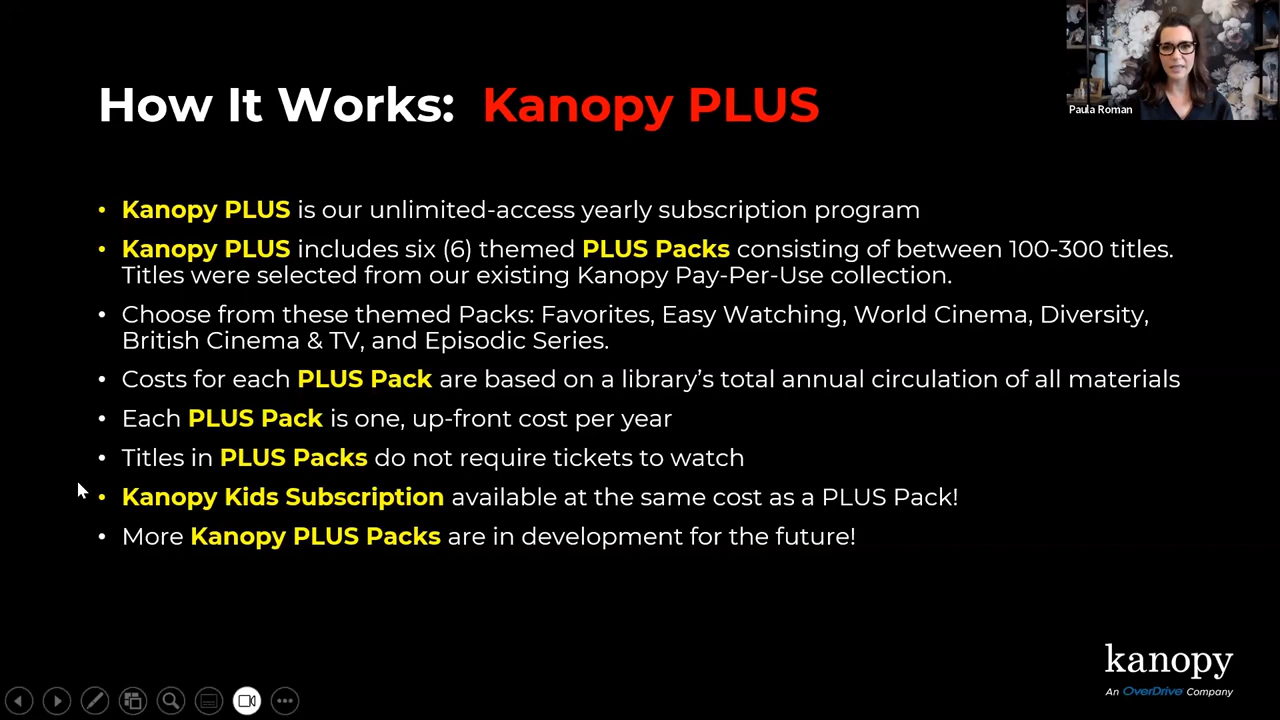 How It Works: Kanopy PLUS
Paula Roman
• Kanopy PLUS is our unlimited-access yearly subscription program
• Kanopy PLUS includes six (6) themed PLUS Packs consisting of between 100-300 titles.
Titles were selected from our existing Kanopy Pay-Per-Use collection.
• Choose from these themed Packs: Favorites, Easy Watching, World Cinema, Diversity,
British Cinema & TV, and Episodic Series.
• Costs for each PLUS Pack are based on a library’s total annual circulation of all materials
• Each PLUS Pack is one, up-front cost per year
• Titles in PLUS Packs do not require tickets to watch
• Kanopy Kids Subscription available at the same cost as a PLUS Pack!
• More Kanopy PLUS Packs are in development for the future!
kanopy
An OverDrive Company